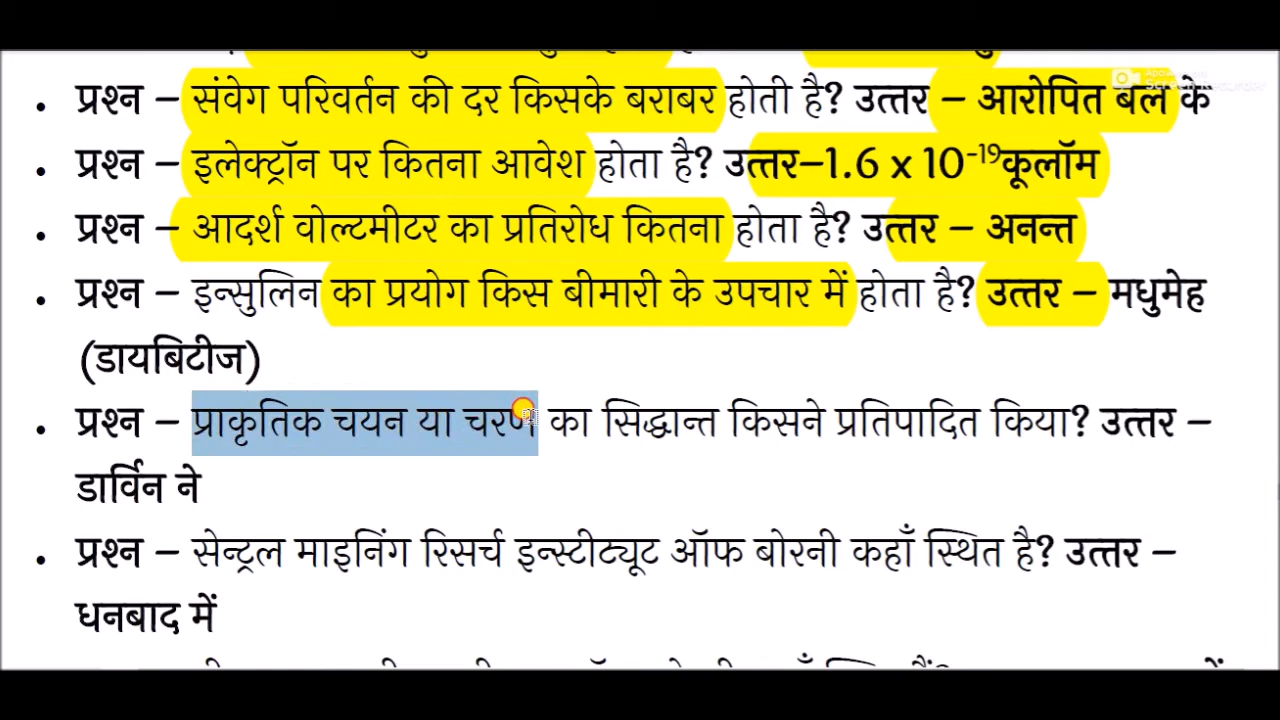 • प्रश्न – संवेग परिवर्तन की दर किसके बराबर होती है? उत्तर – आरोपित बल के
• प्रश्न – इलेक्ट्रॉन पर कितना आवेश होता है? उत्तर–1.6 x 10⁻¹⁹कूलॉम
• प्रश्न – आदर्श वोल्टमीटर का प्रतिरोध कितना होता है? उत्तर – अनन्त
• प्रश्न – इन्सुलिन का प्रयोग किस बीमारी के उपचार में होता है? उत्तर – मधुमेह
(डायबिटीज)
• प्रश्न – प्राकृतिक चयन या चरण का सिद्धान्त किसने प्रतिपादित किया? उत्तर –
डार्विन ने
• प्रश्न – सेन्ट्रल माइनिंग रिसर्च इन्स्टीट्यूट ऑफ बोरनी कहाँ स्थित है? उत्तर –
धनबाद में
Screen Recorder